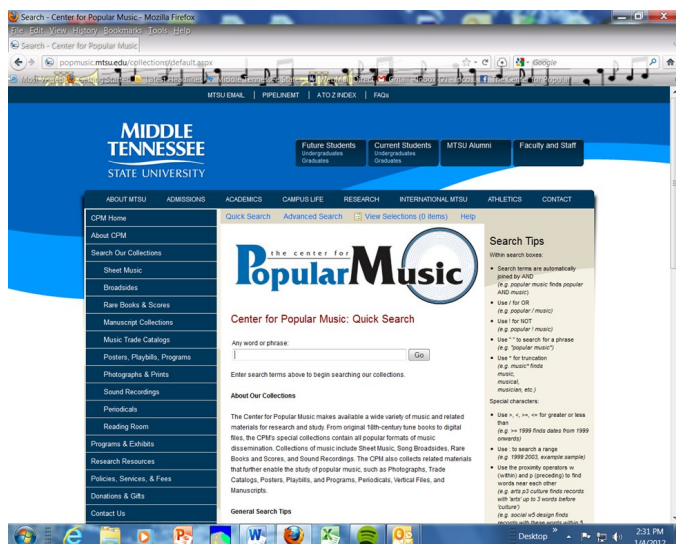 Search - Center for Popular Music - Mozilla Firefox
File Edit View History Bookmarks Tools Help
Search - Center for Popular Music
popmusic.mtsu.edu/collections/default.aspx
Google
MTSU EMAIL | PIPELINEMT | A TO Z INDEX | FAQs
MIDDLE
TENNESSEE
STATE UNIVERSITY
Future Students
Undergraduates
Graduates
Current Students
Undergraduates
Graduates
MTSU Alumni
Faculty and Staff
ABOUT MTSU ADMISSIONS ACADEMICS CAMPUS LIFE RESEARCH INTERNATIONAL MTSU ATHLETICS CONTACT
CPM Home
About CPM
Search Our Collections
Sheet Music
Broadsides
Rare Books & Scores
Manuscript Collections
Music Trade Catalogs
Posters, Playbills, Programs
Photographs & Prints
Sound Recordings
Periodicals
Reading Room
Programs & Exhibits
Research Resources
Policies, Services, & Fees
Donations & Gifts
Contact Us
Quick Search Advanced Search View Selections (0 items) Help
the center for
Popular Music
Center for Popular Music: Quick Search
Any word or phrase:
Go
Enter search terms above to begin searching our collections.
About Our Collections
The Center for Popular Music makes available a wide variety of music and related
materials for research and study. From original 18th-century tune books to digital
files, the CPM's special collections contain all popular formats of music
dissemination. Collections of music include Sheet Music, Song Broadsides, Rare
Books and Scores, and Sound Recordings. The CPM also collects related materials
that further enable the study of popular music, such as Photographs, Trade
Catalogs, Posters, Playbills, and Programs, Periodicals, Vertical Files, and
Manuscripts.
General Search Tips
Search Tips
Within search boxes:
Search terms are automatically
joined by AND
(e.g. popular music finds popular
AND music)
Use / for OR
(e.g. popular / music)
Use ! for NOT
(e.g. popular ! music)
Use " " to search for a phrase
(e.g. "popular music")
Use * for truncation
(e.g. music* finds
music,
musical,
musician, etc.)
Special characters:
Use >, <, >=, <= for greater or less
than
(e.g. >= 1999 finds dates from 1999
onwards)
Use : to search a range
(e.g. 1999:2003, example:sample)
Use the proximity operators w
(within) and p (preceding) to find
words near each other
(e.g. arts p3 culture finds records
with 'arts' up to 3 words before
'culture')
(e.g. social w5 design finds
records with these words within 5
Desktop
2:31 PM
1/4/2012